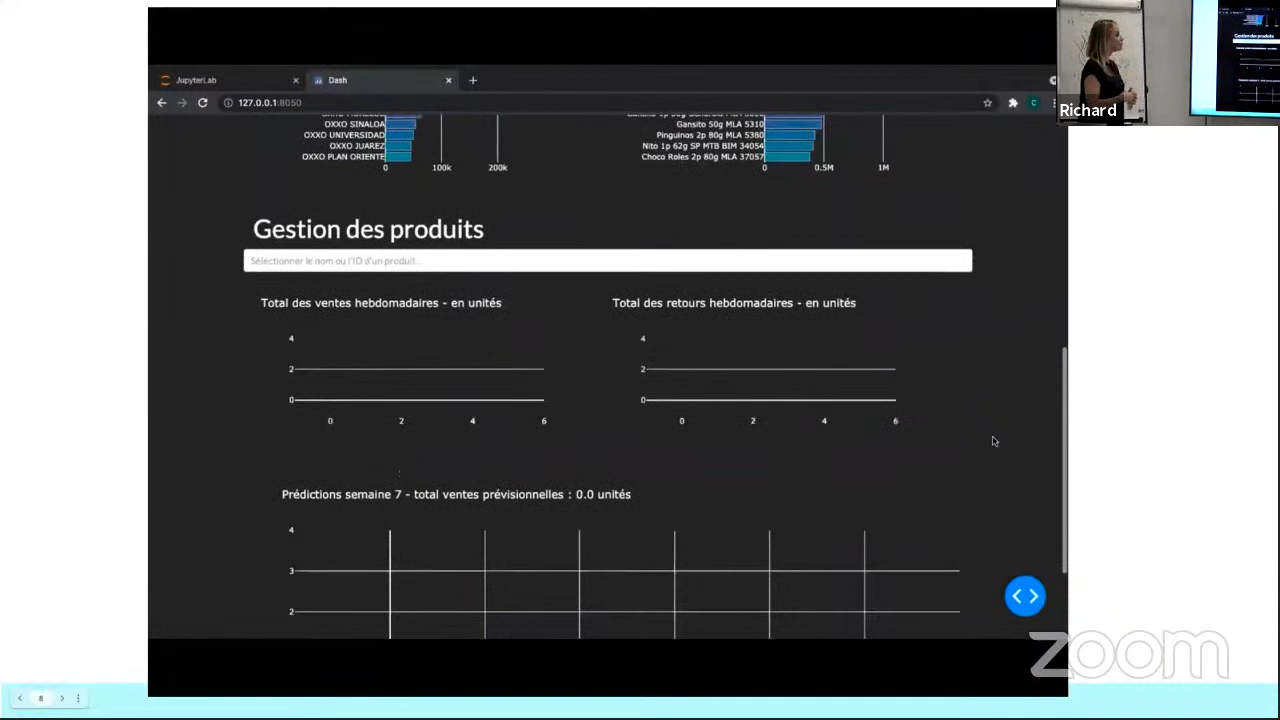 JupyterLab
Dash
127.0.0.1:8050
C
Richard
OXXO SINALOA
OXXO UNIVERSIDAD
OXXO JUAREZ
OXXO PLAN ORIENTE
0 100k 200k
Gansito 50g MLA 5310
Pinguinos 2p 80g MLA 5380
Nito 1p 62g SP MTB BIM 34054
Choco Roles 2p 80g MLA 37057
0 0.5M 1M
Gestion des produits
Séléctionner le nom ou l'ID d'un produit...
Total des ventes hebdomadaires - en unités
4
2
0
0 2 4 6
Total des retours hebdomadaires - en unités
4
2
0
0 2 4 6
Prédictions semaine 7 - total ventes prévisionnelles : 0.0 unités
4
3
2
zoom
8